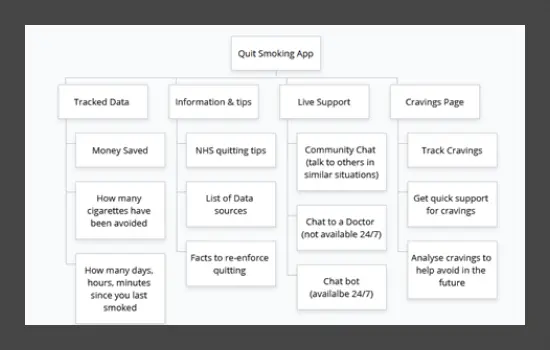 Quit Smoking App
Tracked Data
Information & tips
Live Support
Cravings Page
Money Saved
NHS quitting tips
Community Chat
(talk to others in
similar situations)
Track Cravings
How many
cigarettes have
been avoided
List of Data
sources
Chat to a Doctor
(not available 24/7)
Get quick support
for cravings
How many days,
hours, minutes
since you last
smoked
Facts to re-enforce
quitting
Chat bot
(availalbe 24/7)
Analyse cravings to
help avoid in the
future